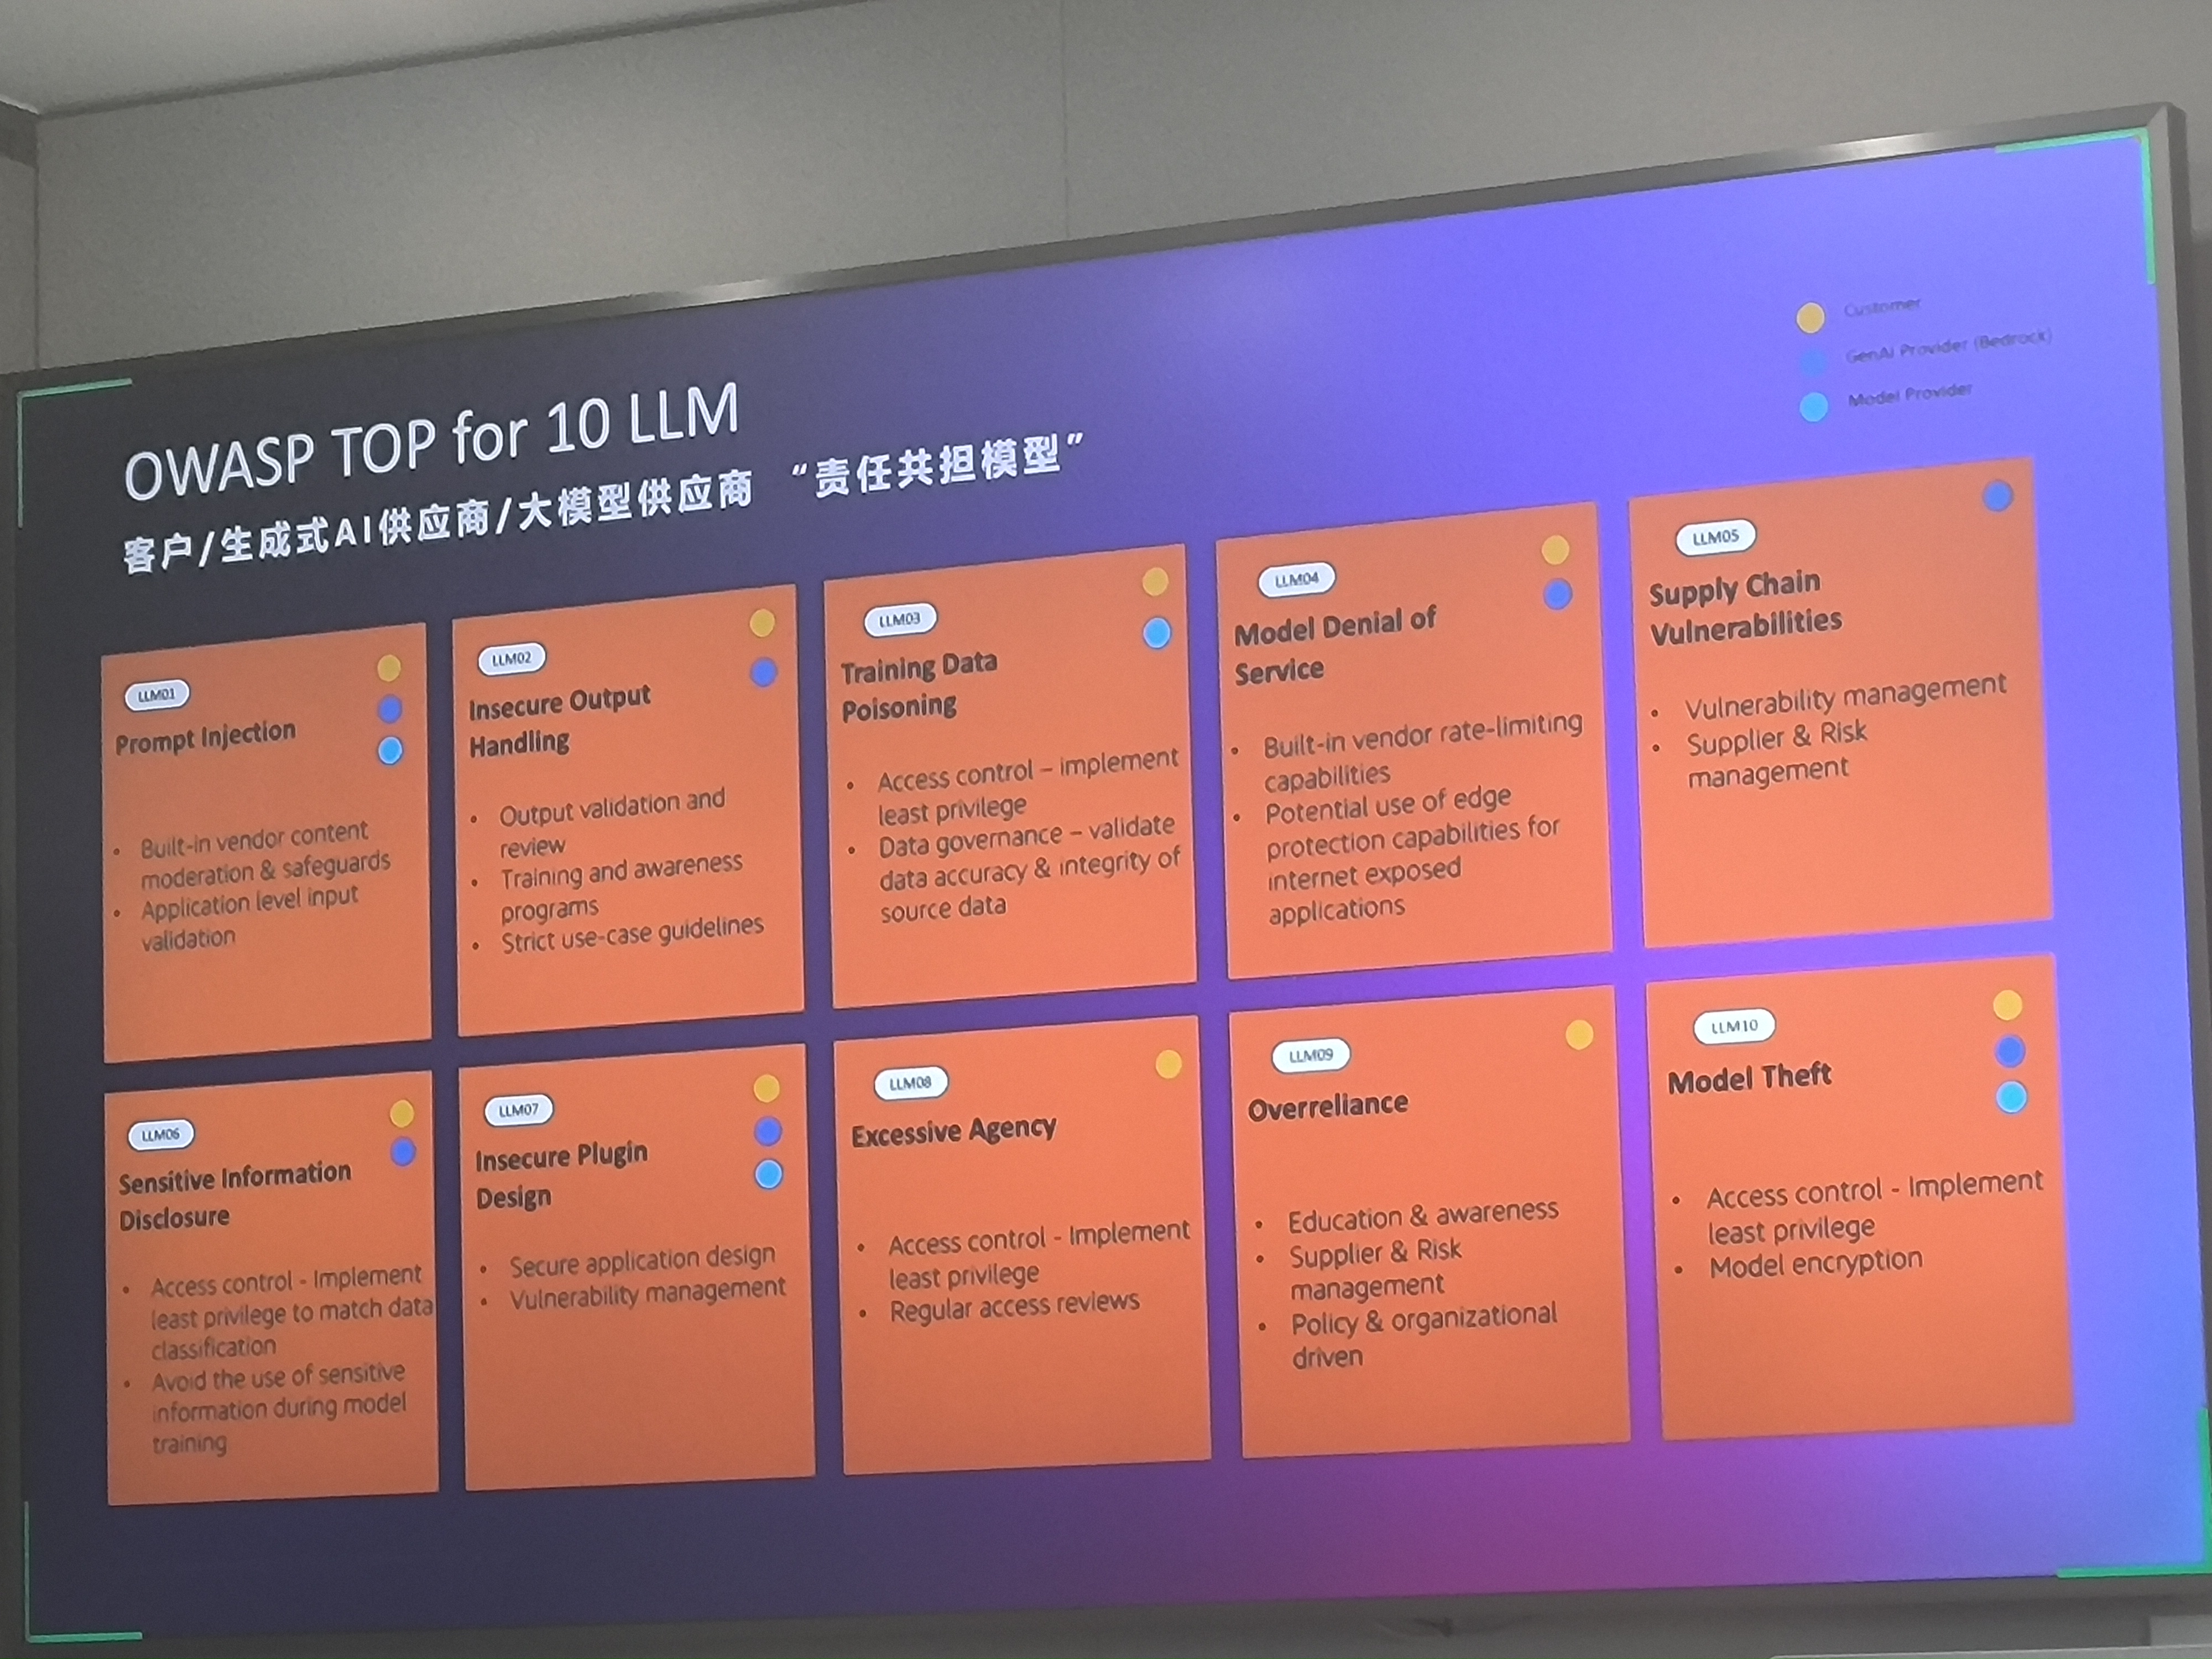 OWASP TOP for 10 LLM
客户/生成式AI供应商/大模型供应商 “责任共担模型”
Customer
GenAI Provider (Bedrock)
Model Provider
LLM01
Prompt Injection
• Built-in vendor content
moderation & safeguards
• Application level input
validation
LLM02
Insecure Output
Handling
• Output validation and
review
• Training and awareness
programs
• Strict use-case guidelines
LLM03
Training Data
Poisoning
• Access control – implement
least privilege
• Data governance – validate
data accuracy & integrity of
source data
LLM04
Model Denial of
Service
• Built-in vendor rate-limiting
capabilities
• Potential use of edge
protection capabilities for
internet exposed
applications
LLM05
Supply Chain
Vulnerabilities
• Vulnerability management
• Supplier & Risk
management
LLM06
Sensitive Information
Disclosure
• Access control - Implement
least privilege to match data
classification
• Avoid the use of sensitive
information during model
training
LLM07
Insecure Plugin
Design
• Secure application design
• Vulnerability management
LLM08
Excessive Agency
• Access control - Implement
least privilege
• Regular access reviews
LLM09
Overreliance
• Education & awareness
• Supplier & Risk
management
• Policy & organizational
driven
LLM10
Model Theft
• Access control - Implement
least privilege
• Model encryption